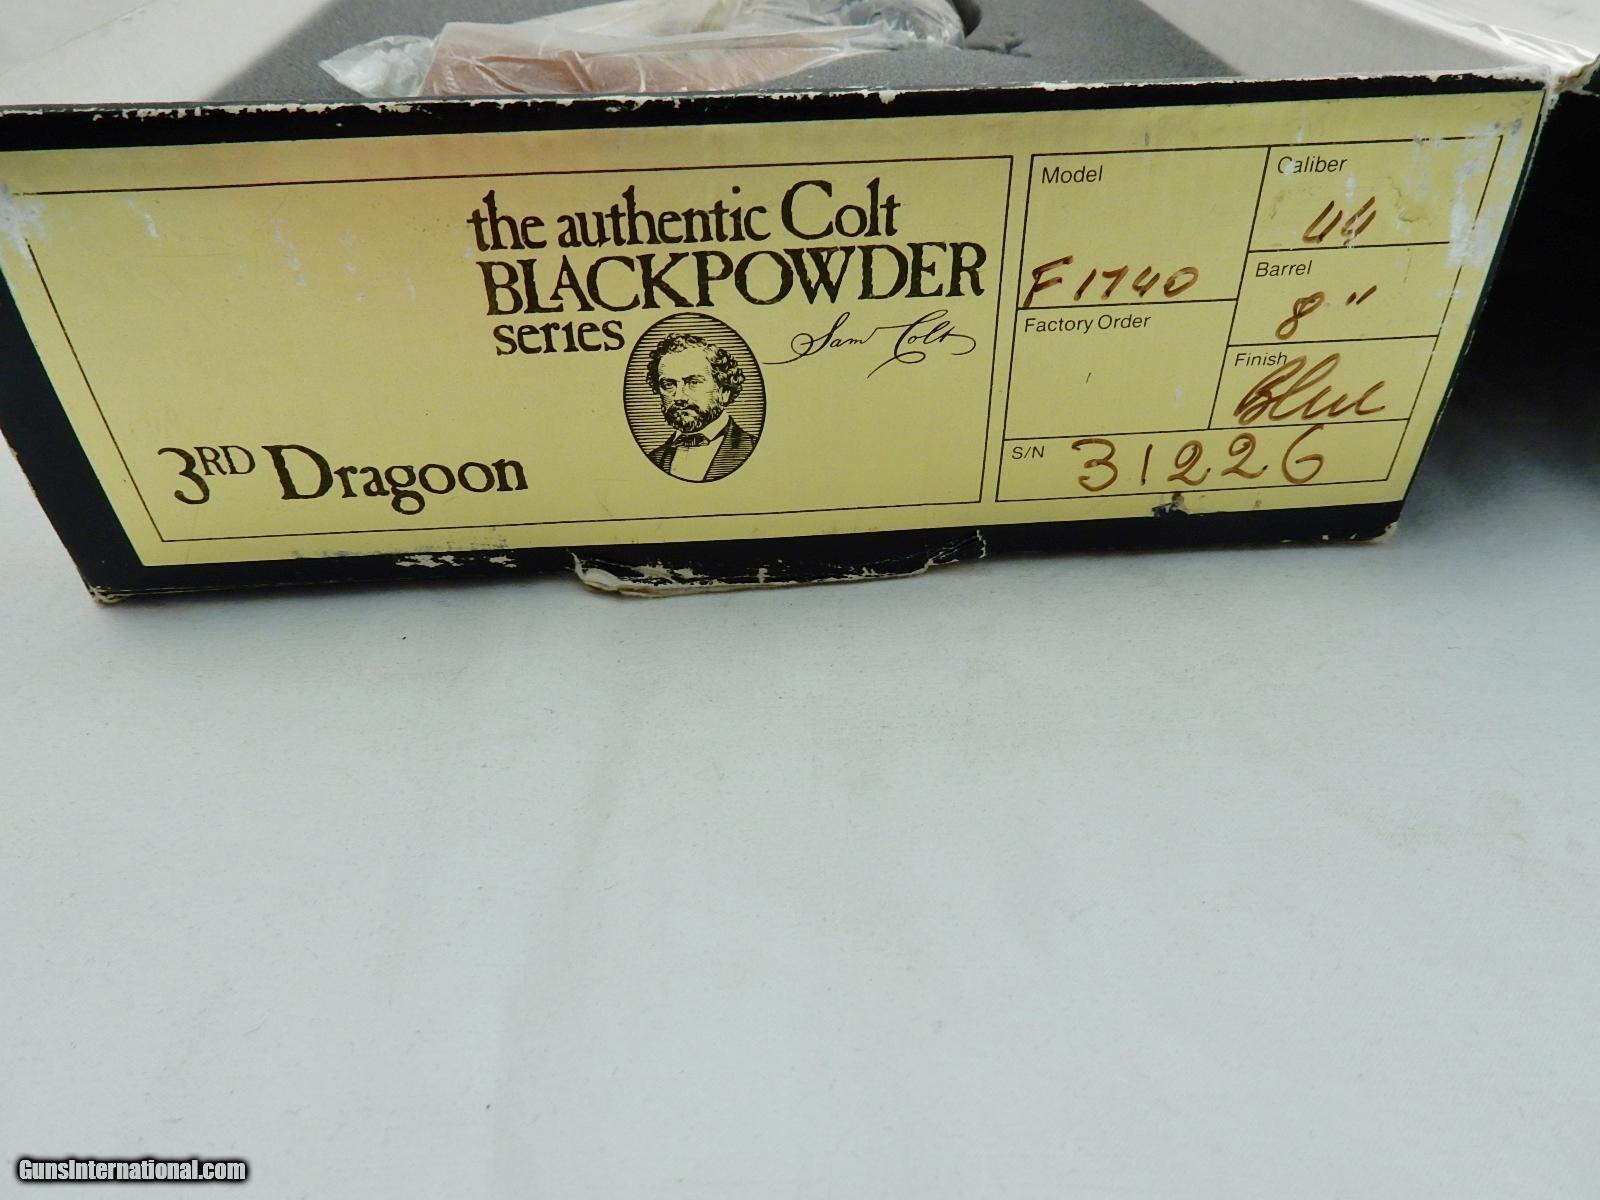 the authentic Colt
BLACKPOWDER
series
Sam Colt
3RD Dragoon
Model
F1740
Caliber
44
Barrel
8"
Factory Order
Finish
Blue
S/N
31226
GunsInternational.com